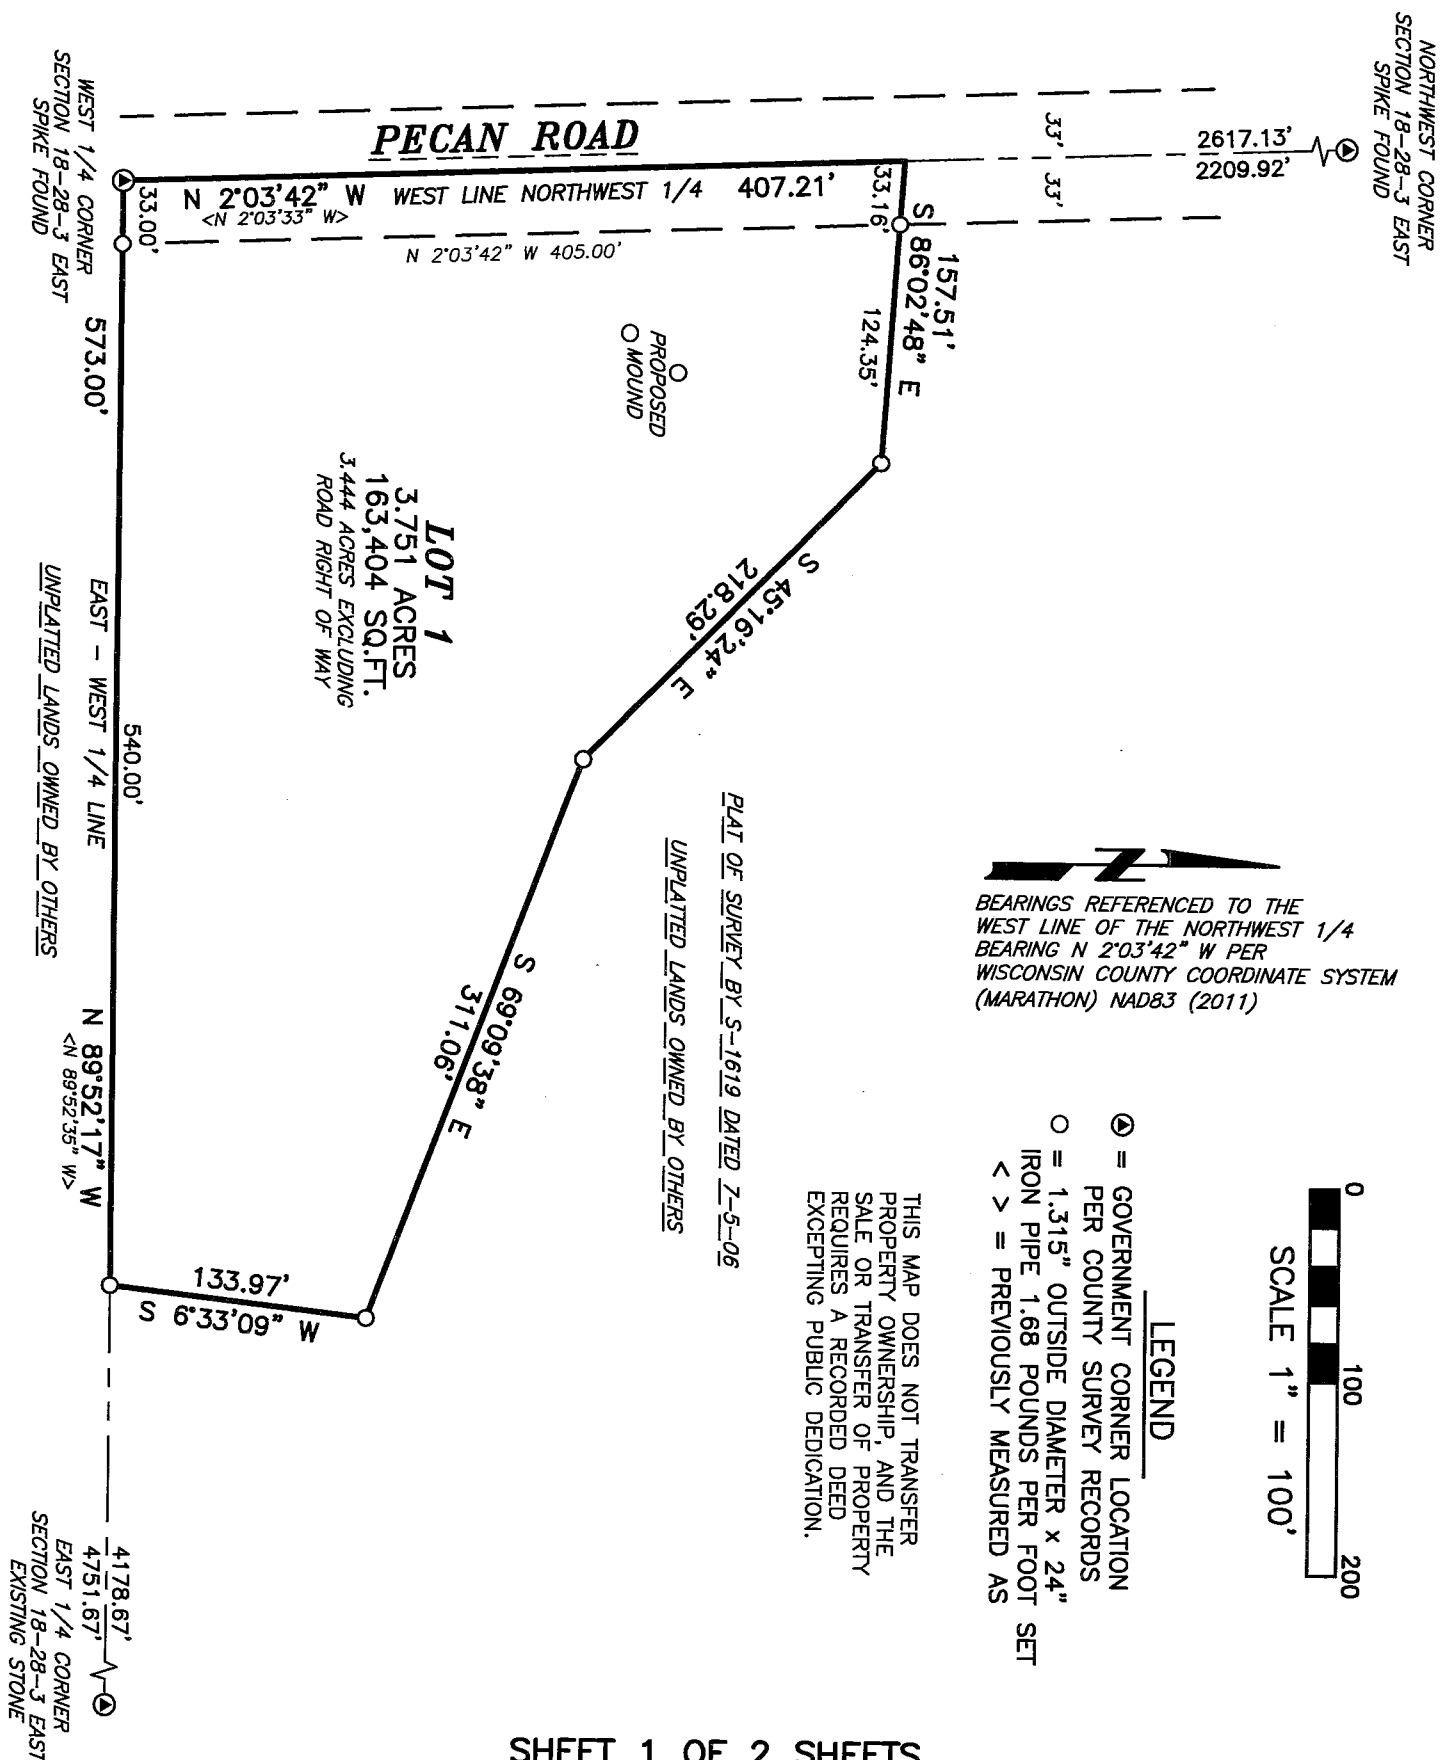 NORTHWEST CORNER
SECTION 18-28-3 EAST
SPIKE FOUND
2617.13'
2209.92'
33'
33'
PECAN ROAD
N 2°03'42" W WEST LINE NORTHWEST 1/4 407.21'
<N 2°03'33" W>
N 2°03'42" W 405.00'
WEST 1/4 CORNER
SECTION 18-28-3 EAST
SPIKE FOUND
33.00'
33.16'
157.51'
S 86°02'48" E
124.35'
PROPOSED
MOUND
S 45°16'24" E
218.29'
LOT 1
3.751 ACRES
163,404 SQ.FT.
3.444 ACRES EXCLUDING
ROAD RIGHT OF WAY
573.00'
540.00'
EAST - WEST 1/4 LINE
N 89°52'17" W
<N 89°52'35" W>
UNPLATTED LANDS OWNED BY OTHERS
S 69°09'38" E
311.06'
PLAT OF SURVEY BY S-1619 DATED 7-5-06
UNPLATTED LANDS OWNED BY OTHERS
133.97'
S 6°33'09" W
4178.67'
4751.67'
EAST 1/4 CORNER
SECTION 18-28-3 EAST
EXISTING STONE
N
BEARINGS REFERENCED TO THE
WEST LINE OF THE NORTHWEST 1/4
BEARING N 2°03'42" W PER
WISCONSIN COUNTY COORDINATE SYSTEM
(MARATHON) NAD83 (2011)
0 100 200
SCALE 1" = 100'
LEGEND
= GOVERNMENT CORNER LOCATION
PER COUNTY SURVEY RECORDS
= 1.315" OUTSIDE DIAMETER x 24"
IRON PIPE 1.68 POUNDS PER FOOT SET
< > = PREVIOUSLY MEASURED AS
THIS MAP DOES NOT TRANSFER
PROPERTY OWNERSHIP, AND THE
SALE OR TRANSFER OF PROPERTY
REQUIRES A RECORDED DEED
EXCEPTING PUBLIC DEDICATION.
SHEET 1 OF 2 SHEETS